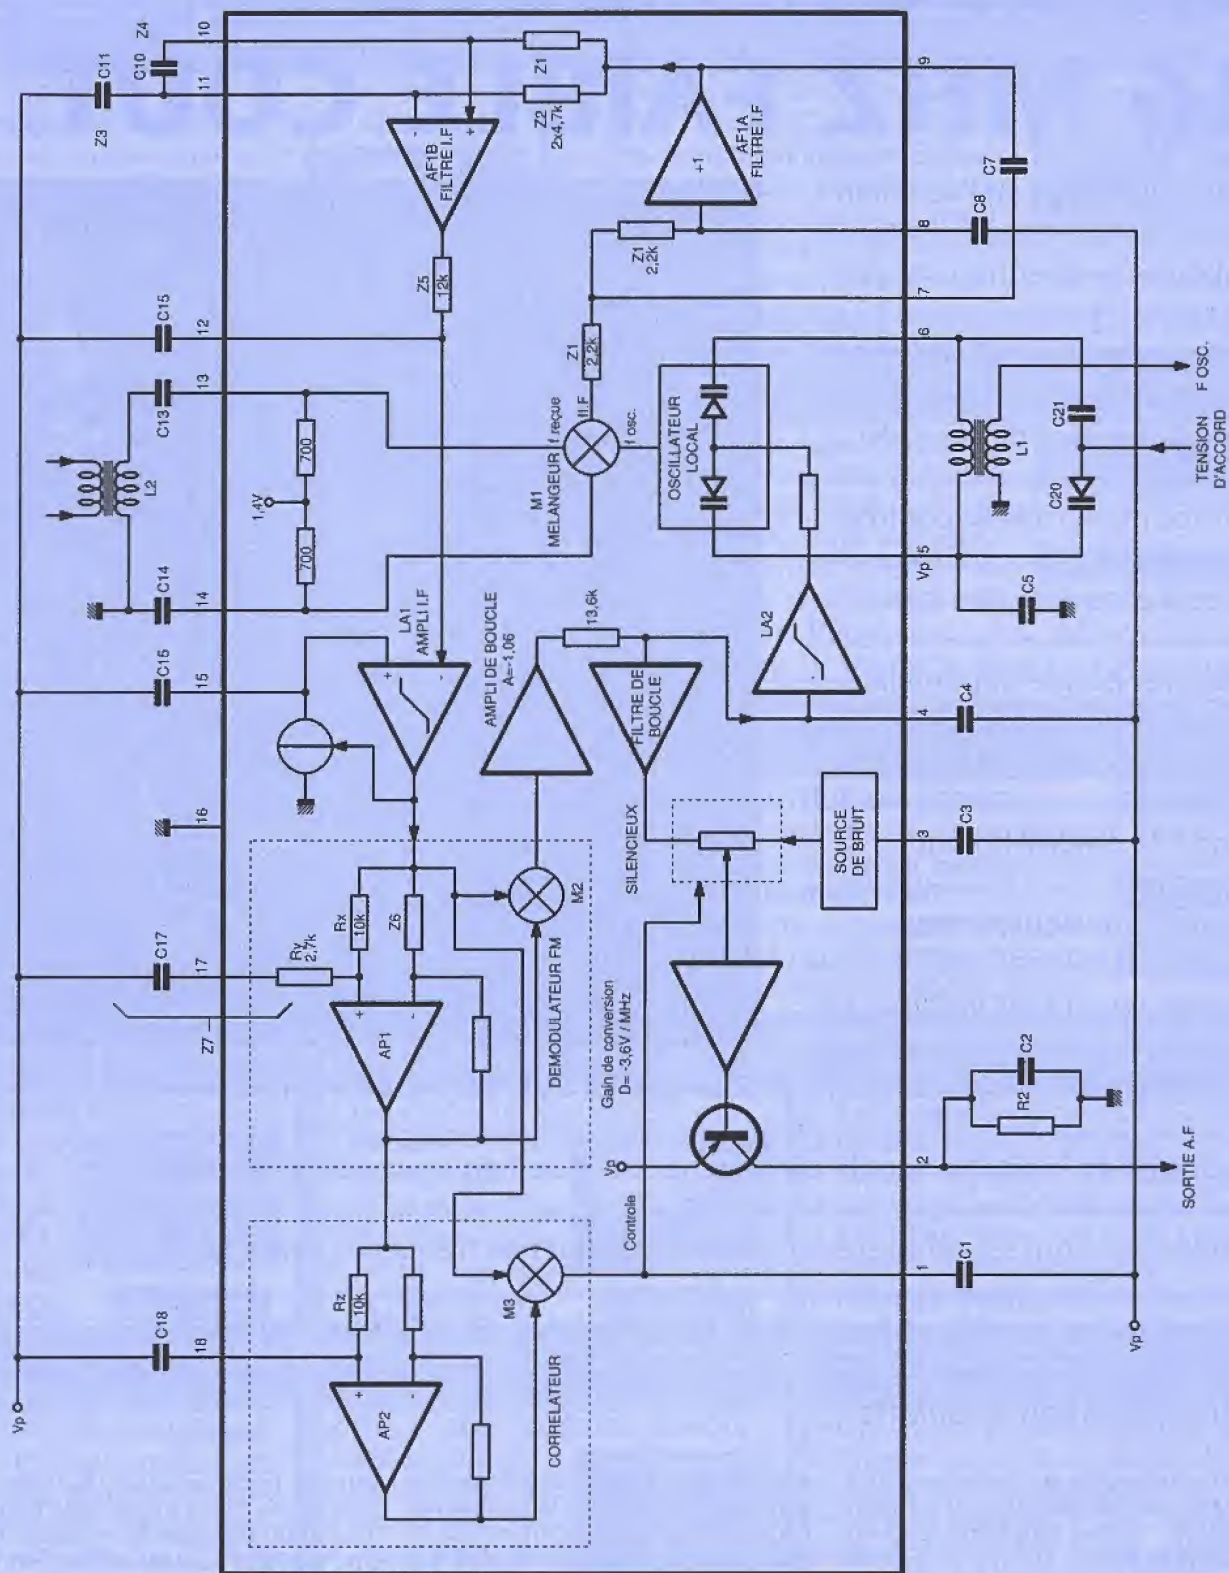 Vp
C18
18
C17
17
16
C15
15
C14
14
C13
13
C15
12
C11
C10
11
10
Z4
Z3
L2
Z7
Ry
2,7k
Rx
10k
Z6
AP1
+
-
DEMODULATEUR FM
M2
Rz
10k
AP2
+
-
M3
CORRELATEUR
LA1
AMPLI I.F
+
-
AMPLI DE BOUCLE
A=-1,06
13,6k
FILTRE DE
BOUCLE
700
1,4V
700
M1
MELANGEUR
f.reçue
f osc.
fI.F
Z5
12k
AF1B
FILTRE I.F
-
+
Z1
Z2
2x4,7k
AF1A
FILTRE I.F
+1
Z1
2,2k
Z1
2,2k
OSCILLATEUR
LOCAL
LA2
-
SILENCIEUX
SOURCE
DE BRUIT
Gain de conversion
D= -3,6V / MHz
Controle
Vp
1
2
3
4
Vp 5
6
7
8
9
C1
C2
R2
C3
C4
C5
C7
C8
C20
C21
L1
SORTIE A.F
TENSION
D'ACCORD
F OSC.
Vp